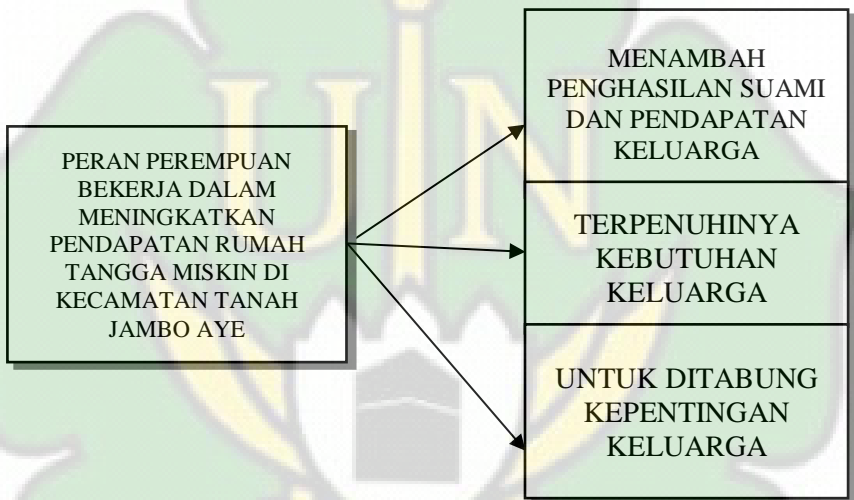 PERAN PEREMPUAN
BEKERJA DALAM
MENINGKATKAN
PENDAPATAN RUMAH
TANGGA MISKIN DI
KECAMATAN TANAH
JAMBO AYE
MENAMBAH
PENGHASILAN SUAMI
DAN PENDAPATAN
KELUARGA
TERPENUHINYA
KEBUTUHAN
KELUARGA
UNTUK DITABUNG
KEPENTINGAN
KELUARGA
UIN